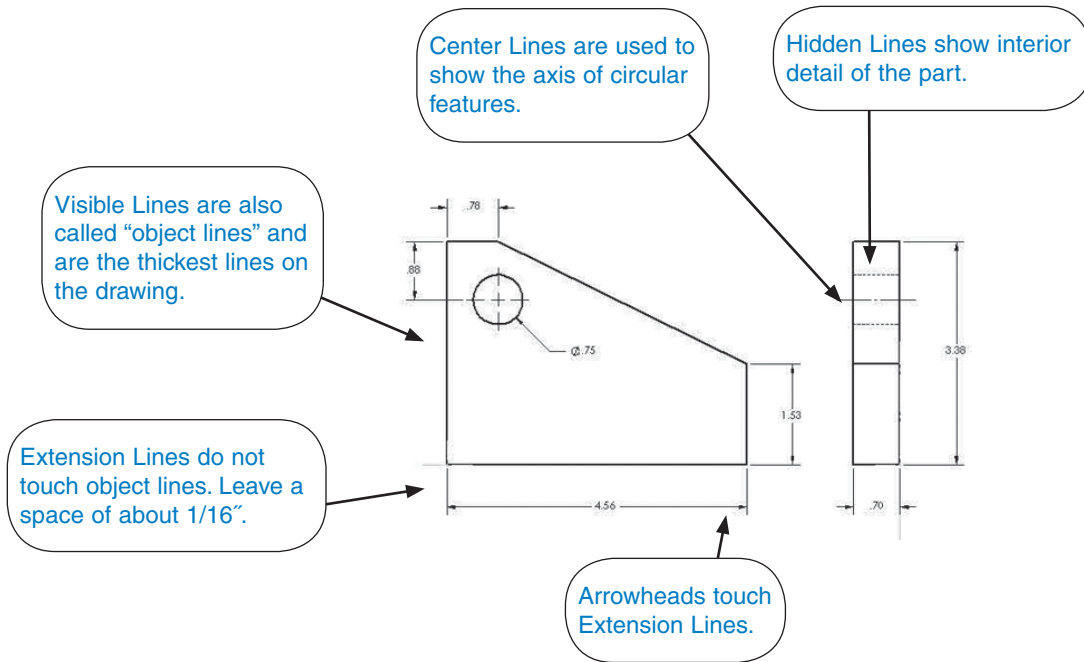 Center Lines are used to
show the axis of circular
features.
Hidden Lines show interior
detail of the part.
Visible Lines are also
called “object lines” and
are the thickest lines on
the drawing.
.78
.88
Ø.75
3.38
1.53
Extension Lines do not
touch object lines. Leave a
space of about 1/16˝.
4.56
.70
Arrowheads touch
Extension Lines.